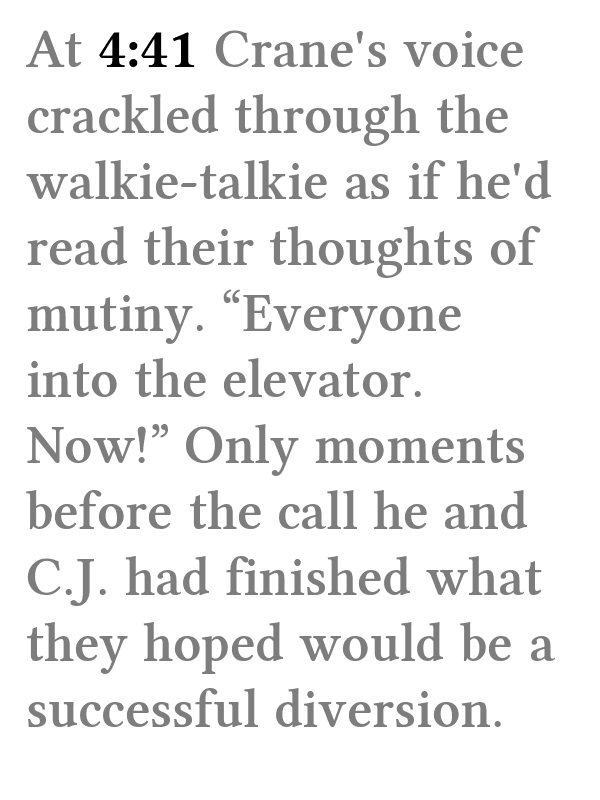 At 4:41 Crane's voice
crackled through the
walkie-talkie as if he'd
read their thoughts of
mutiny. “Everyone
into the elevator.
Now!” Only moments
before the call he and
C.J. had finished what
they hoped would be a
successful diversion.